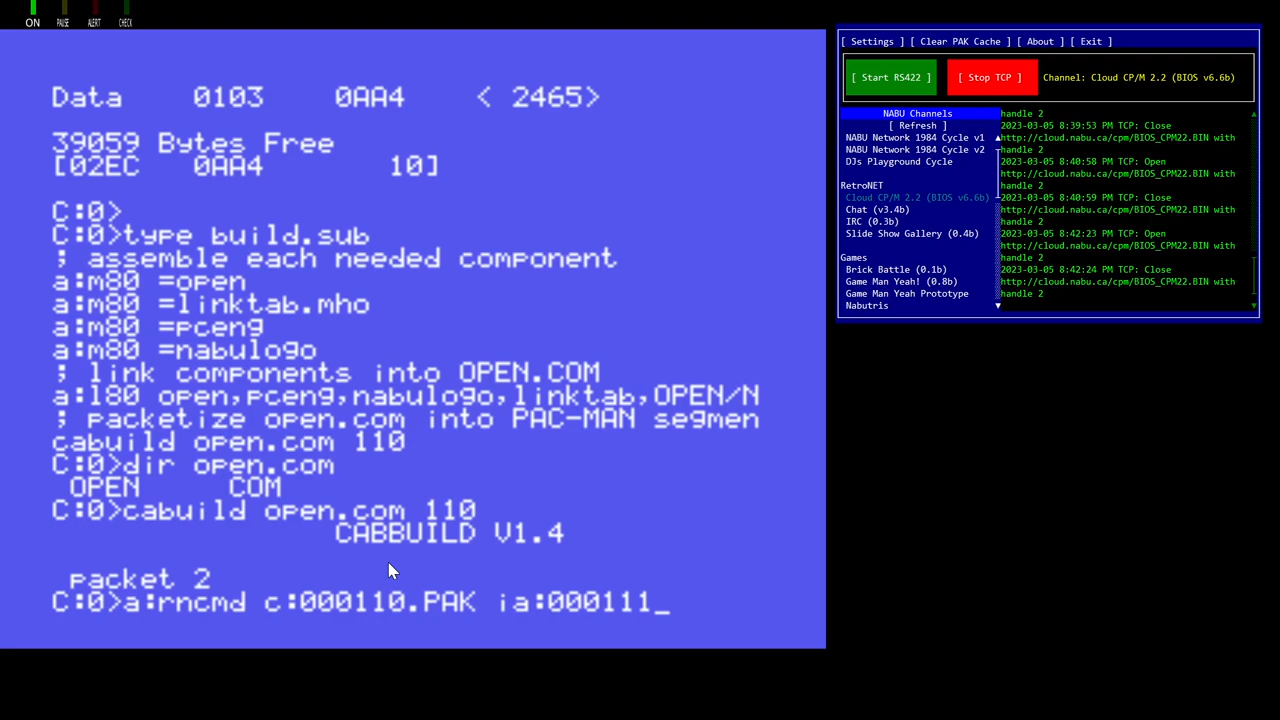 ON PAUSE ALERT CHECK
Data 0103 0AA4 < 2465>
39059 Bytes Free
[02EC 0AA4 10]
C:0>
C:0>type build.sub
; assemble each needed component
a:m80 =open
a:m80 =linktab.mho
a:m80 =pceng
a:m80 =nabulogo
; link components into OPEN.COM
a:l80 open,pceng,nabulogo,linktab,OPEN/N
; packetize open.com into PAC-MAN segmen
cabuild open.com 110
C:0>dir open.com
OPEN COM
C:0>cabuild open.com 110
CABBUILD V1.4
packet 2
C:0>a:rncmd c:000110.PAK ia:000111_
[ Settings ] [ Clear PAK Cache ] [ About ] [ Exit ]
[ Start RS422 ] [ Stop TCP ] Channel: Cloud CP/M 2.2 (BIOS v6.6b)
NABU Channels
[ Refresh ]
NABU Network 1984 Cycle v1
NABU Network 1984 Cycle v2
DJs Playground Cycle
RetroNET
Cloud CP/M 2.2 (BIOS v6.6b)
Chat (v3.4b)
IRC (0.3b)
Slide Show Gallery (0.4b)
Games
Brick Battle (0.1b)
Game Man Yeah! (0.8b)
Game Man Yeah Prototype
Nabutris
handle 2
2023-03-05 8:39:53 PM TCP: Close
http://cloud.nabu.ca/cpm/BIOS_CPM22.BIN with
handle 2
2023-03-05 8:40:58 PM TCP: Open
http://cloud.nabu.ca/cpm/BIOS_CPM22.BIN with
handle 2
2023-03-05 8:40:59 PM TCP: Close
http://cloud.nabu.ca/cpm/BIOS_CPM22.BIN with
handle 2
2023-03-05 8:42:23 PM TCP: Open
http://cloud.nabu.ca/cpm/BIOS_CPM22.BIN with
handle 2
2023-03-05 8:42:24 PM TCP: Close
http://cloud.nabu.ca/cpm/BIOS_CPM22.BIN with
handle 2